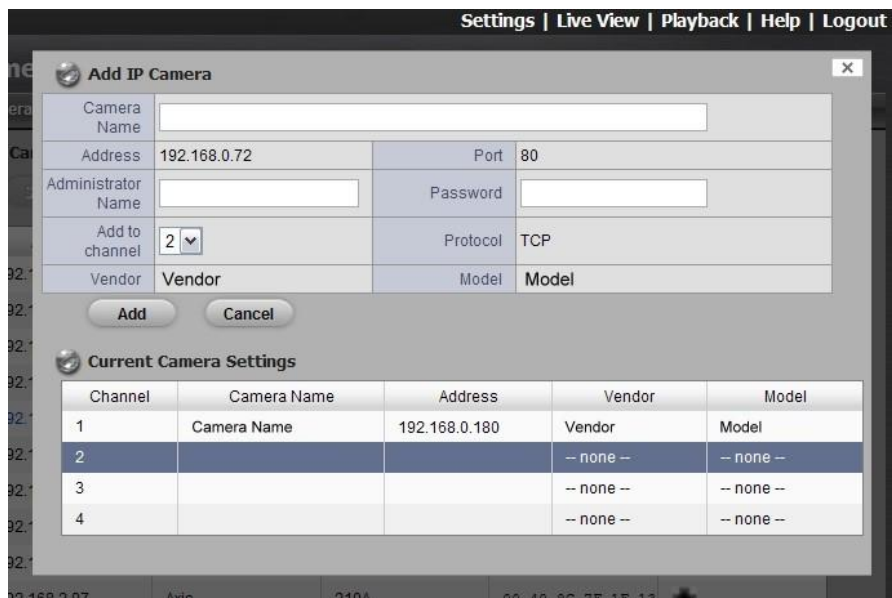 Settings | Live View | Playback | Help | Logout
Add IP Camera
Camera Name
Address 192.168.0.72 Port 80
Administrator Name Password
Add to channel 2 Protocol TCP
Vendor Vendor Model Model
Add Cancel
Current Camera Settings
Channel Camera Name Address Vendor Model
1 Camera Name 192.168.0.180 Vendor Model
2 -- none -- -- none --
3 -- none -- -- none --
4 -- none -- -- none --